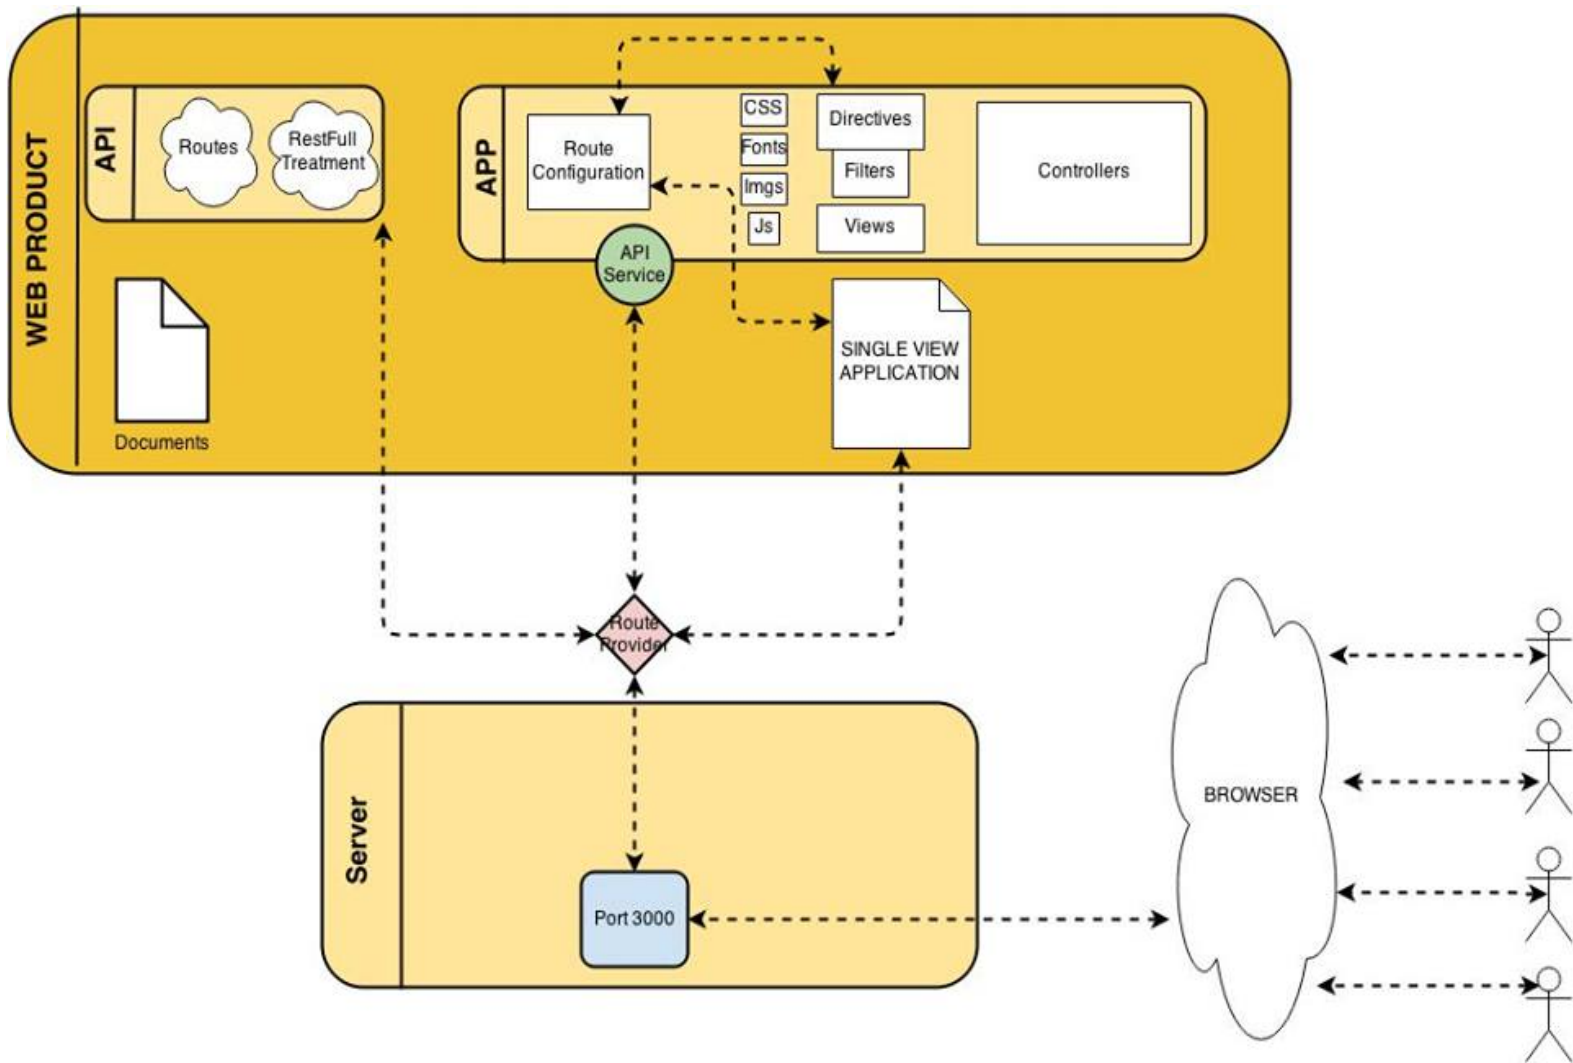 WEB PRODUCT
API
Routes
RestFull
Treatment
Documents
APP
Route
Configuration
API
Service
CSS
Fonts
Imgs
Js
Directives
Filters
Views
Controllers
SINGLE VIEW
APPLICATION
Route
Provider
Server
Port 3000
BROWSER